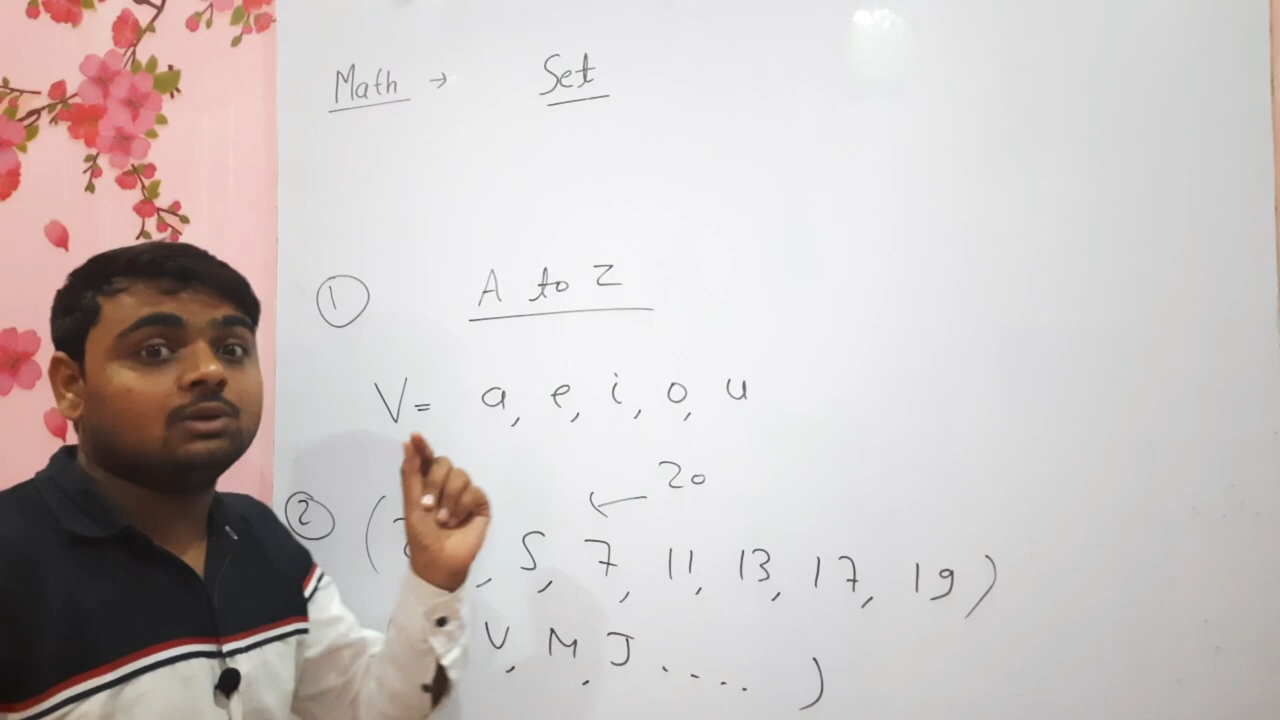 Math → Set
① A to Z
V = a, e, i, o, u
20
② ( , 5, 7, 11, 13, 17, 19)
V, M, J . . . . )